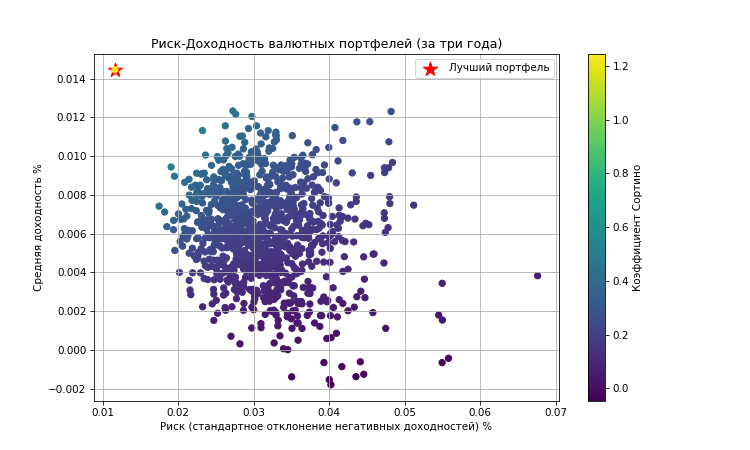 Риск-Доходность валютных портфелей (за три года)
Лучший портфель
Средняя доходность %
0.014
0.012
0.010
0.008
0.006
0.004
0.002
0.000
−0.002
0.01 0.02 0.03 0.04 0.05 0.06 0.07
Риск (стандартное отклонение негативных доходностей) %
1.2
1.0
0.8
0.6
0.4
0.2
0.0
Коэффициент Сортино